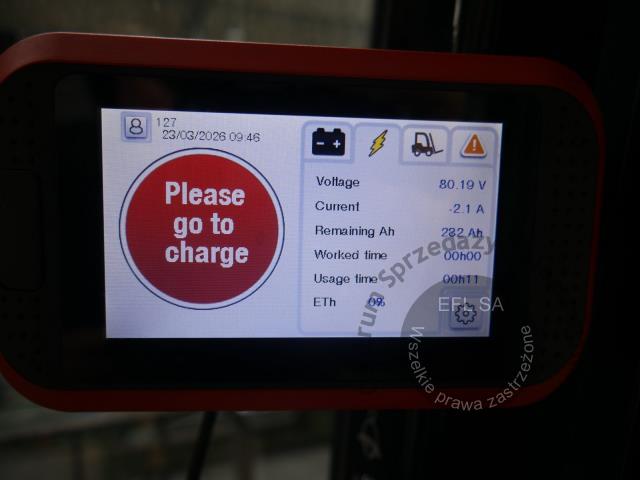 127
23/03/2026 09:46
Please
go to
charge
Voltage 80.19 V
Current -2.1 A
Remaining Ah 282 Ah
Worked time 00h00
Usage time 00h11
ETh 0%
rum Sprzedaży
EFL SA
Wszelkie prawa zastrzeżone